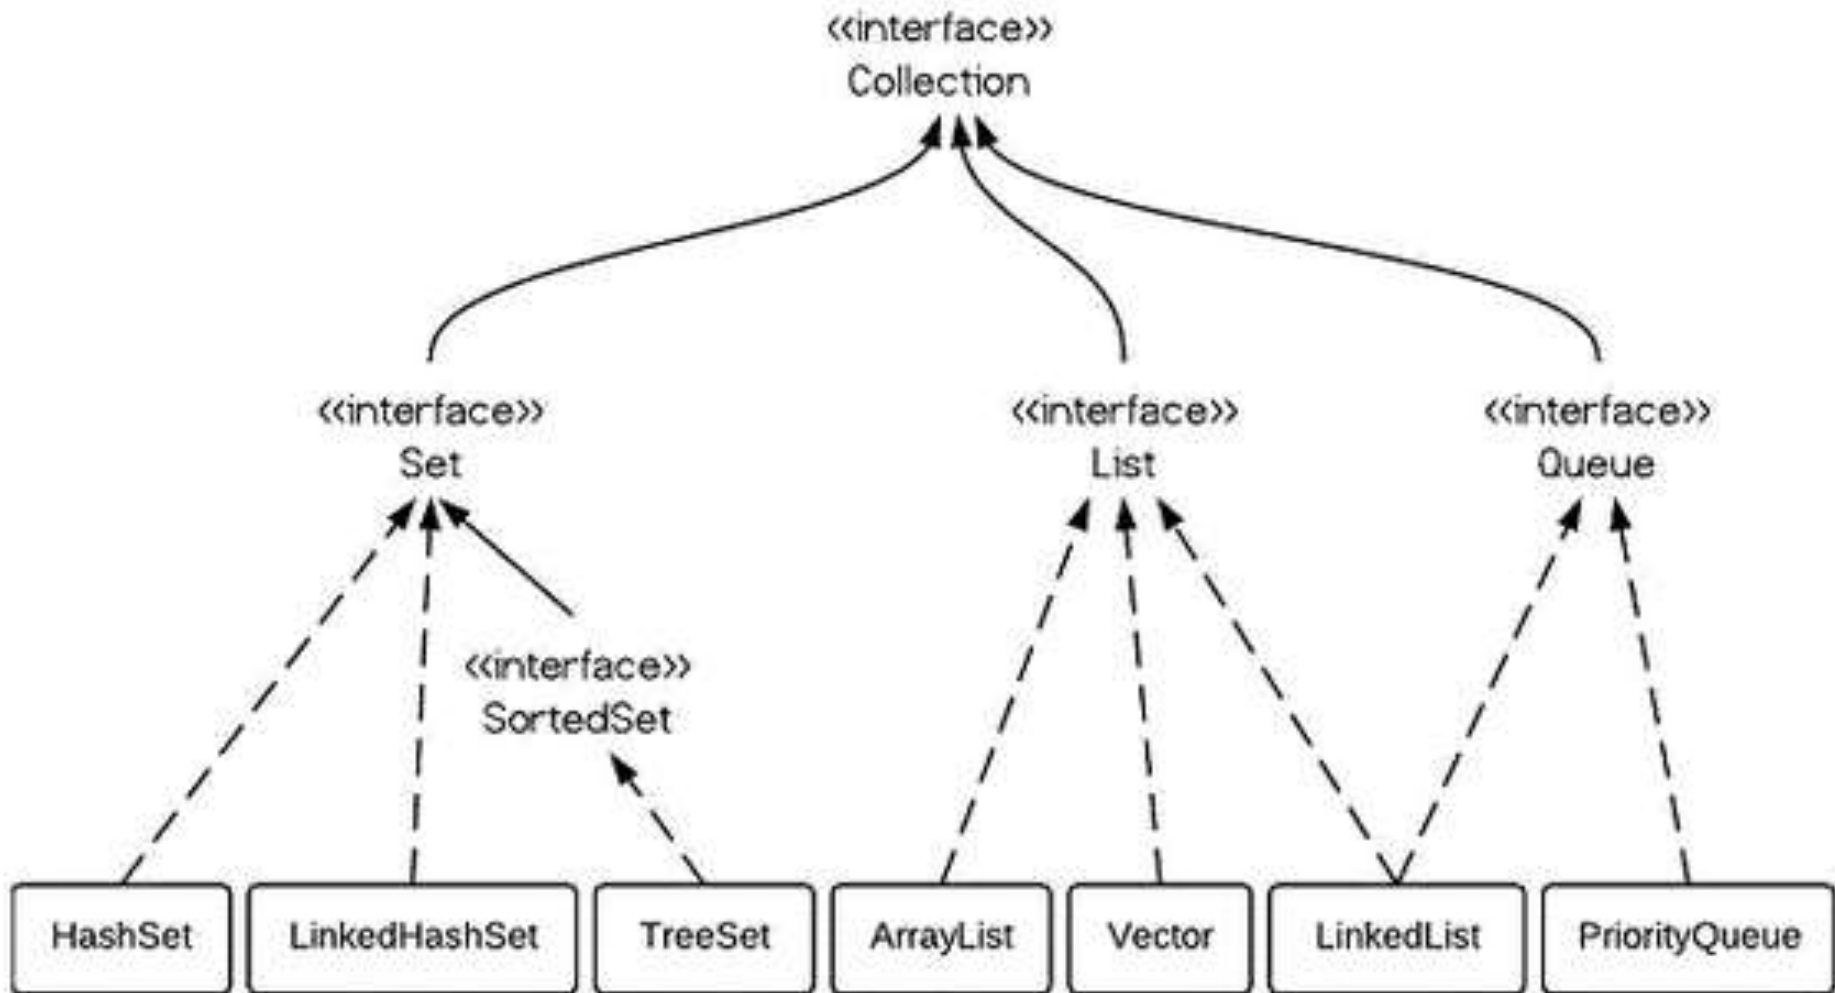 <<interface>>
Collection
<<interface>>
Set
<<interface>>
List
<<interface>>
Queue
<<interface>>
SortedSet
HashSet
LinkedHashSet
TreeSet
ArrayList
Vector
LinkedList
PriorityQueue